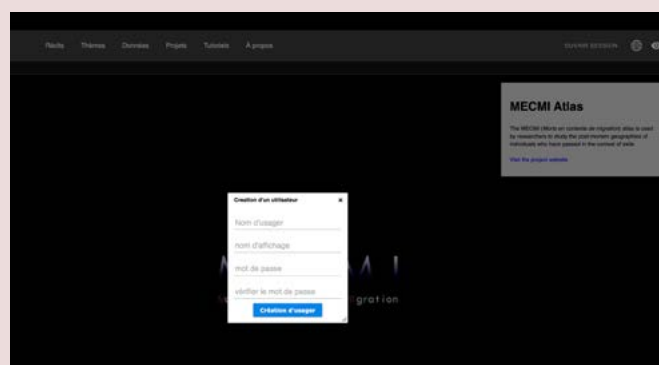 Récits Thèmes Données Projets Tutoriels À propos
OUVRIR SESSION
MECMI Atlas
The MECMI (Morts en contexte de migration) atlas is used
by researchers to study the post-mortem geographies of
individuals who have passed in the context of exile
Visit the project website
Creation d'un utilisateur ×
Nom d'usager
nom d'affichage
mot de passe
vérifier le mot de passe
Création d'usager
M M I
gration